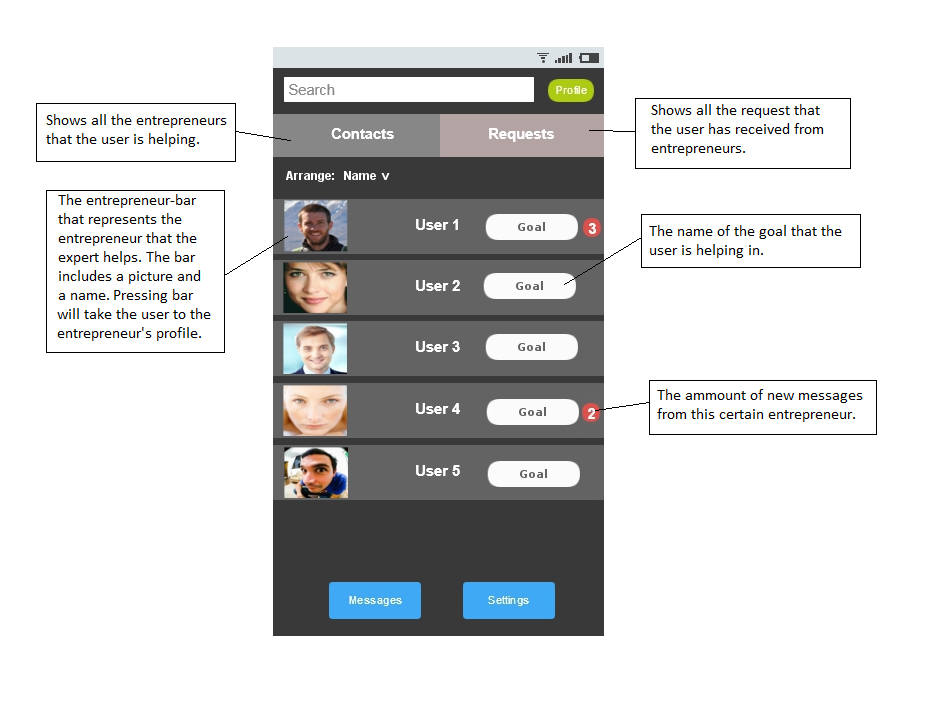 Search
Profile
Shows all the entrepreneurs
that the user is helping.
Contacts
Requests
Shows all the request that
the user has received from
entrepreneurs.
Arrange: Name v
The entrepreneur-bar
that represents the
entrepreneur that the
expert helps. The bar
includes a picture and
a name. Pressing bar
will take the user to the
entrepreneur's profile.
User 1
Goal
3
The name of the goal that the
user is helping in.
User 2
Goal
User 3
Goal
User 4
Goal
2
The ammount of new messages
from this certain entrepreneur.
User 5
Goal
Messages
Settings